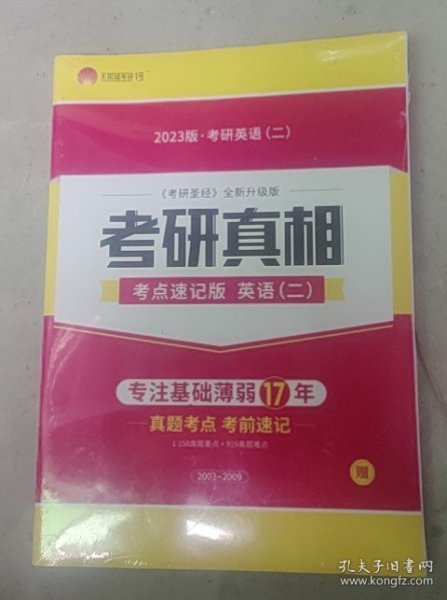 2023版·考研英语(二)
《考研圣经》全新升级版
考研真相
考点速记版 英语(二)
专注基础薄弱17年
真题考点 考前速记
2003-2009
赠
孔夫子旧书网
www.kongfz.com